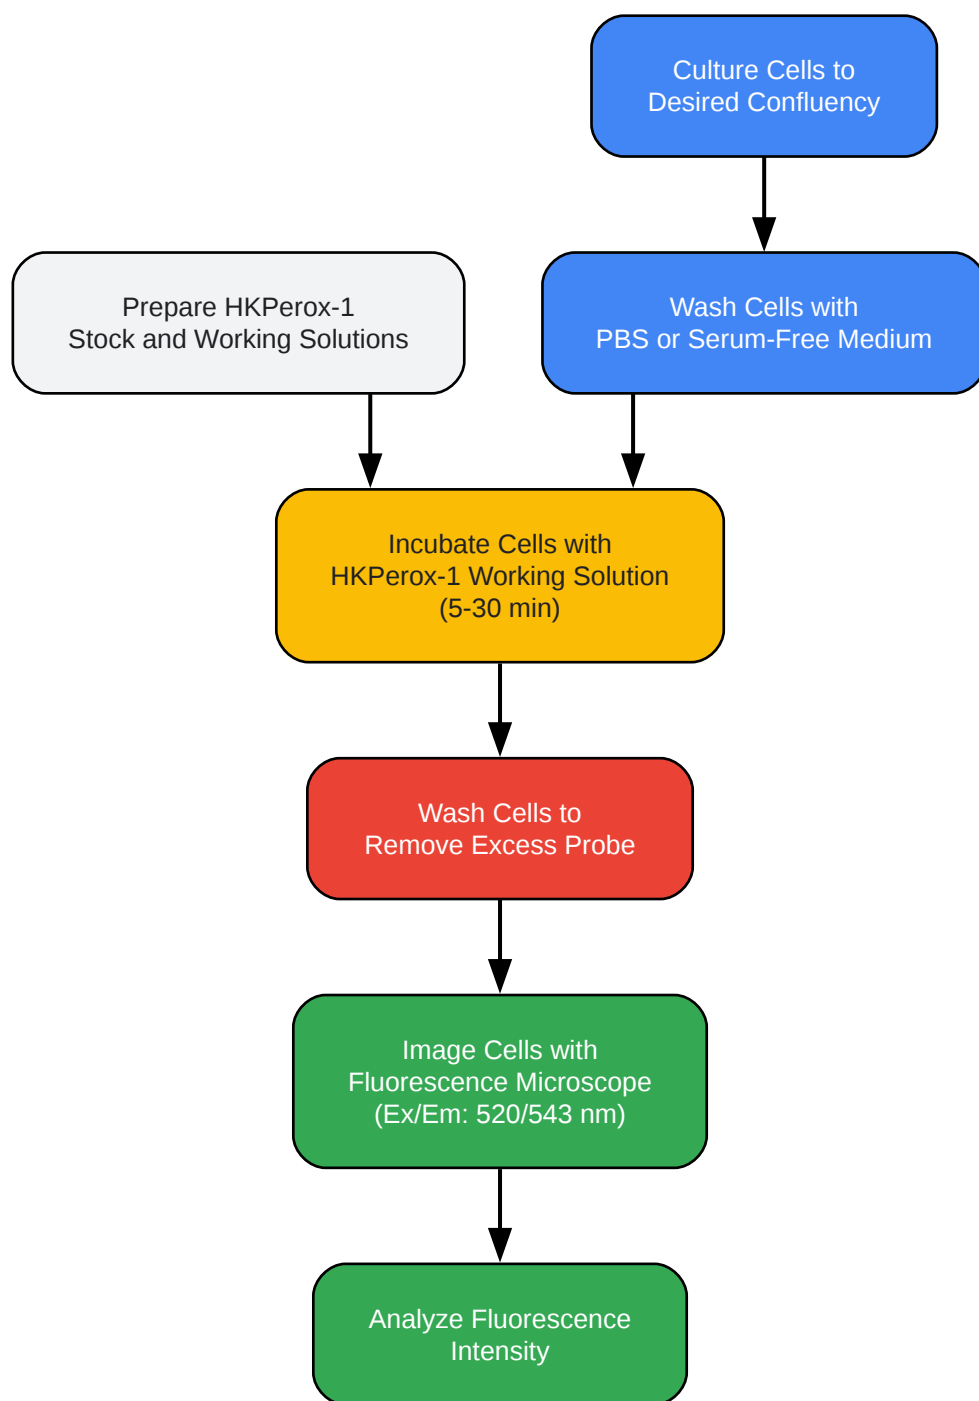 Culture Cells to
Desired Confluency
Prepare HKPerox-1
Stock and Working Solutions
Wash Cells with
PBS or Serum-Free Medium
Incubate Cells with
HKPerox-1 Working Solution
(5-30 min)
Wash Cells to
Remove Excess Probe
Image Cells with
Fluorescence Microscope
(Ex/Em: 520/543 nm)
Analyze Fluorescence
Intensity